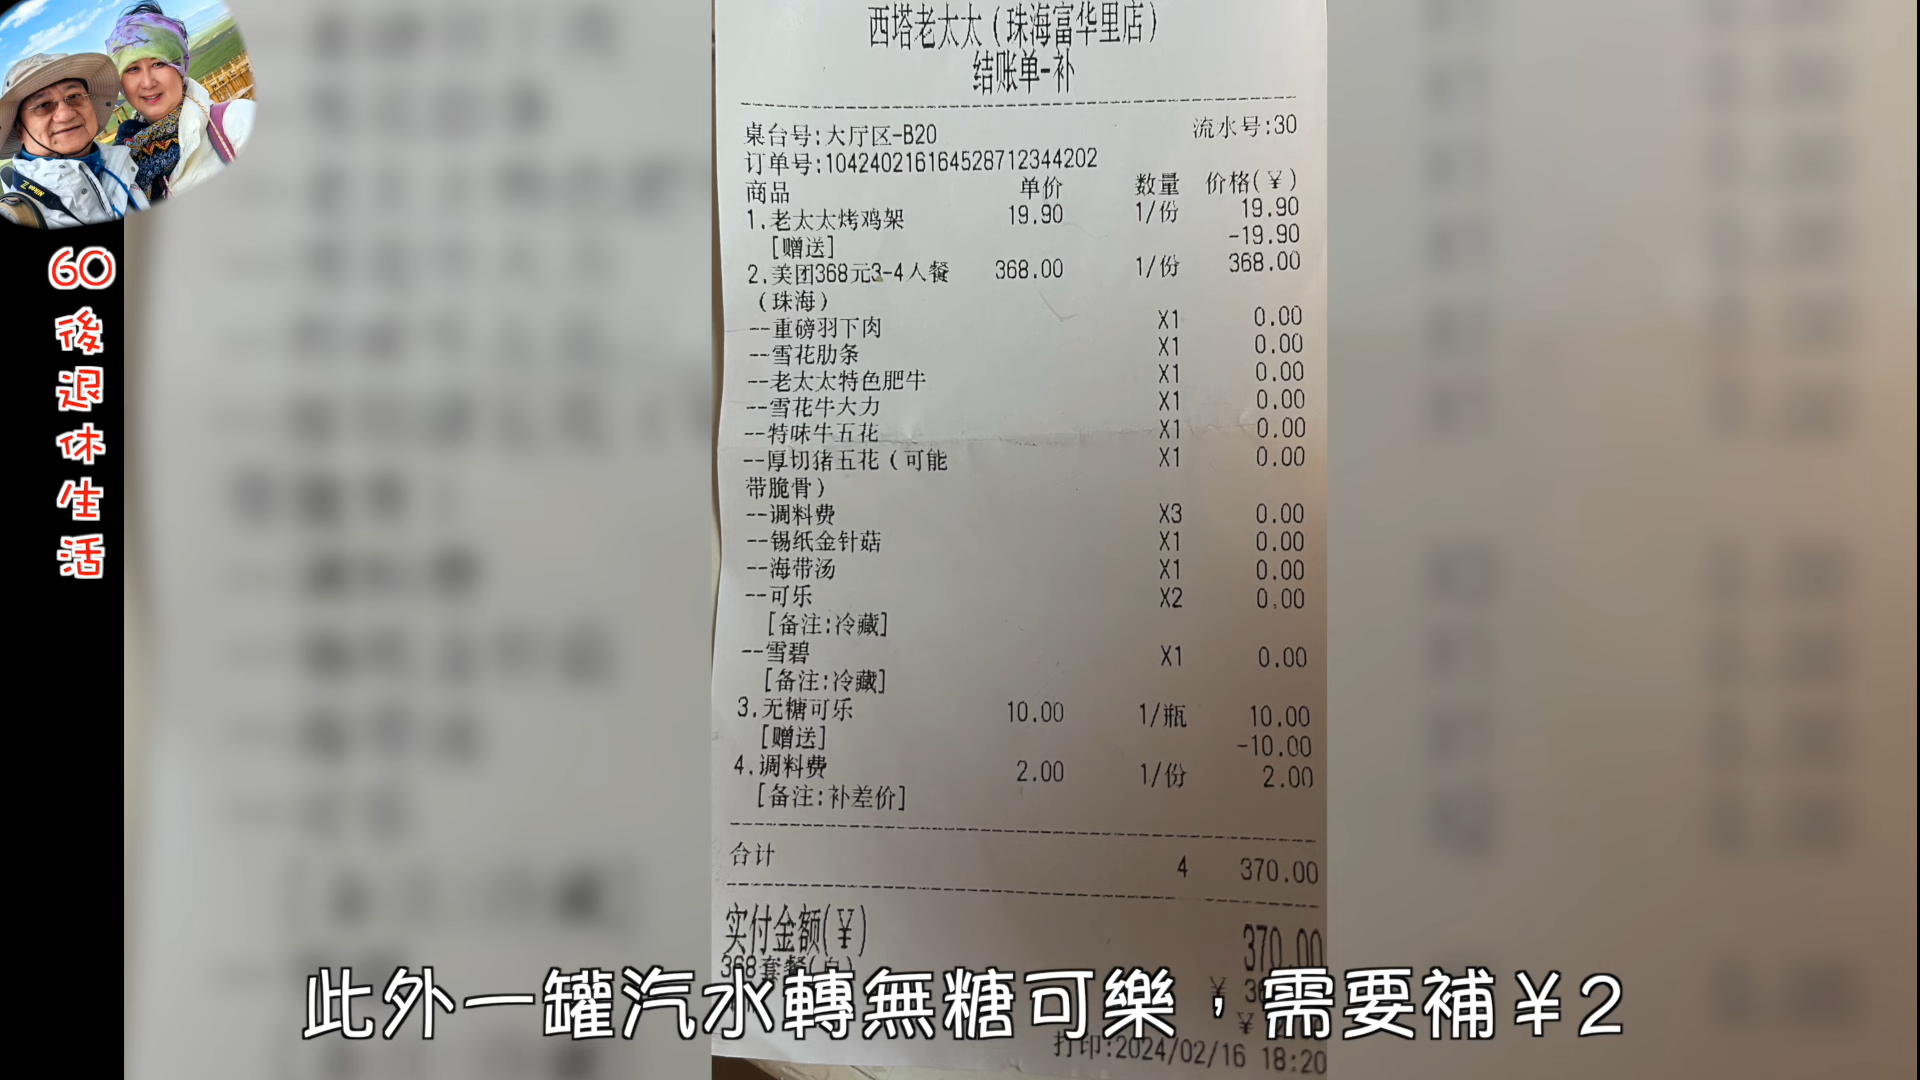 西塔老太太（珠海富华里店）
结账单-补
桌台号:大厅区-B20 流水号:30
订单号:104240216164528712344202
商品 单价 数量 价格(￥)
1.老太太烤鸡架 19.90 1/份 19.90
[赠送] -19.90
2.美团368元3-4人餐 368.00 1/份 368.00
（珠海）
--重磅羽下肉 X1 0.00
--雪花肋条 X1 0.00
--老太太特色肥牛 X1 0.00
--雪花牛大力 X1 0.00
--特味牛五花 X1 0.00
--厚切猪五花（可能 X1 0.00
带脆骨）
--调料费 X3 0.00
--锡纸金针菇 X1 0.00
--海带汤 X1 0.00
--可乐 X2 0.00
[备注:冷藏]
--雪碧 X1 0.00
[备注:冷藏]
3.无糖可乐 10.00 1/瓶 10.00
[赠送] -10.00
4.调料费 2.00 1/份 2.00
[备注:补差价]
合计 4 370.00
实付金额(￥) 370.00
368套餐
打印:2024/02/16 18:20
60後退休生活
此外一罐汽水轉無糖可樂，需要補￥2